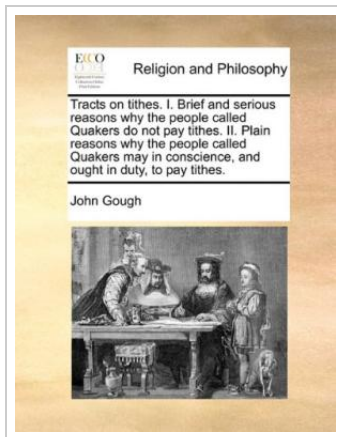 ECCO
Religion and Philosophy
Tracts on tithes. I. Brief and serious
reasons why the people called
Quakers do not pay tithes. II. Plain
reasons why the people called
Quakers may in conscience, and
ought in duty, to pay tithes.
John Gough